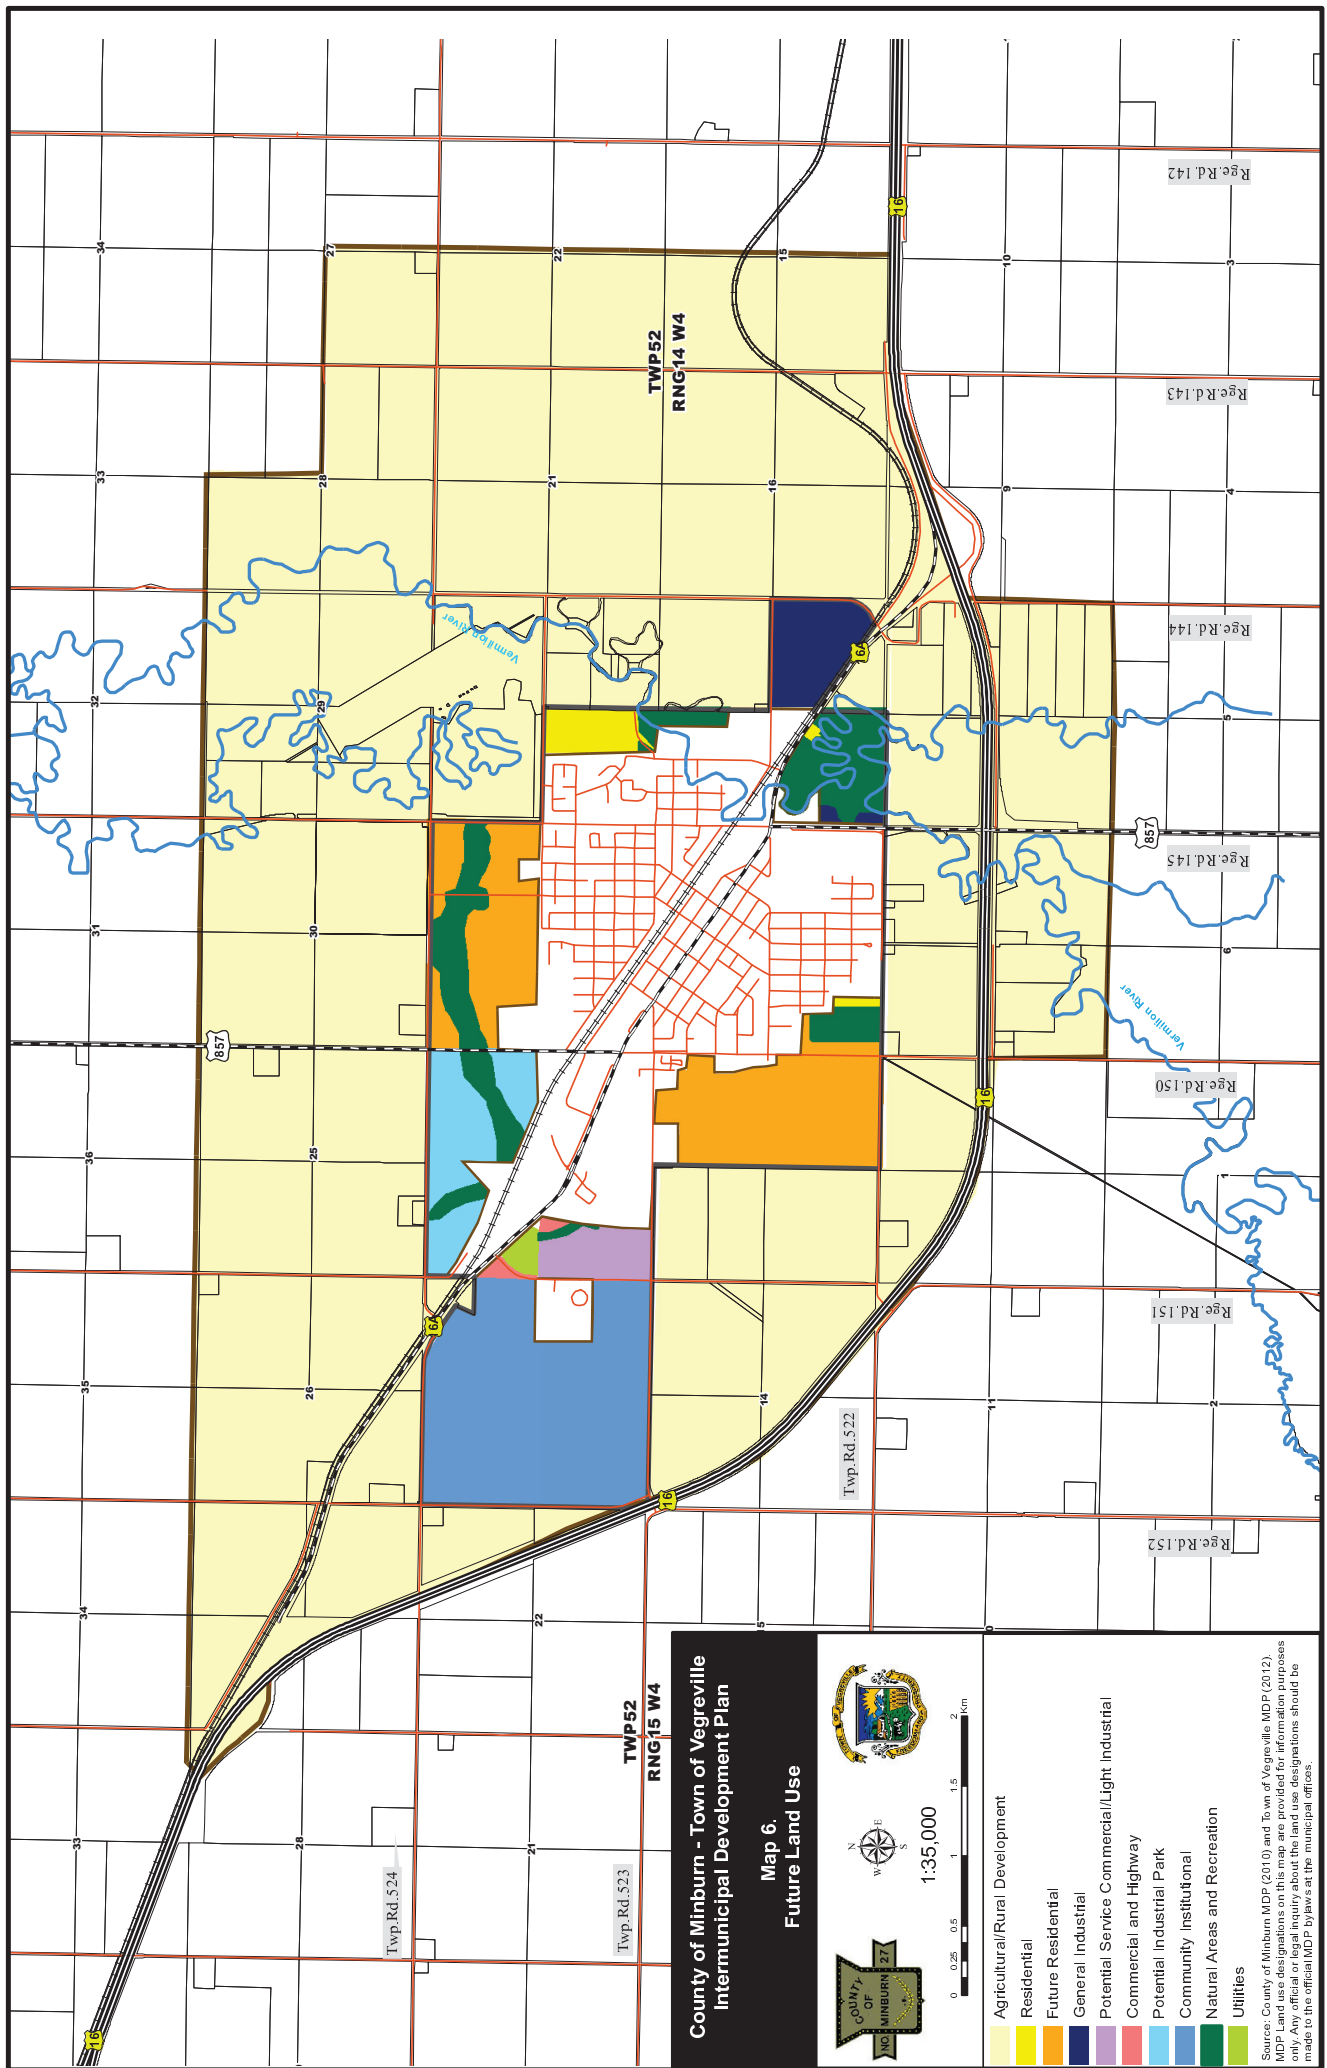 County of Minburn - Town of Vegreville
Intermunicipal Development Plan
Map 6.
Future Land Use
COUNTY
OF
MINBURN
NO.
27
N
E
S
W
1:35,000
0
0.25
0.5
1
1.5
2
Km
Agricultural/Rural Development
Residential
Future Residential
General Industrial
Potential Service Commercial/Light Industrial
Commercial and Highway
Potential Industrial Park
Community Institutional
Natural Areas and Recreation
Utilities
Source: County of Minburn MDP (2010) and Town of Vegreville MDP (2012).
MDP Land use designations on this map are provided for information purposes
only. Any official or legal inquiry about the land use designations should be
made to the official MDP bylaws at the municipal offices.
16
33
34
35
36
31
32
33
34
28
26
25
30
29
28
27
857
Twp.Rd.524
6A
21
22
21
22
Vermilion River
TWP52
RNG15 W4
Twp.Rd.523
16
TWP52
RNG14 W4
5
14
16
15
6A
Twp.Rd.522
16
16
11
9
10
857
Vermilion River
2
1
6
5
4
3
Rge.Rd.152
Rge.Rd.151
Rge.Rd.150
Rge.Rd.145
Rge.Rd.144
Rge.Rd.143
Rge.Rd.142